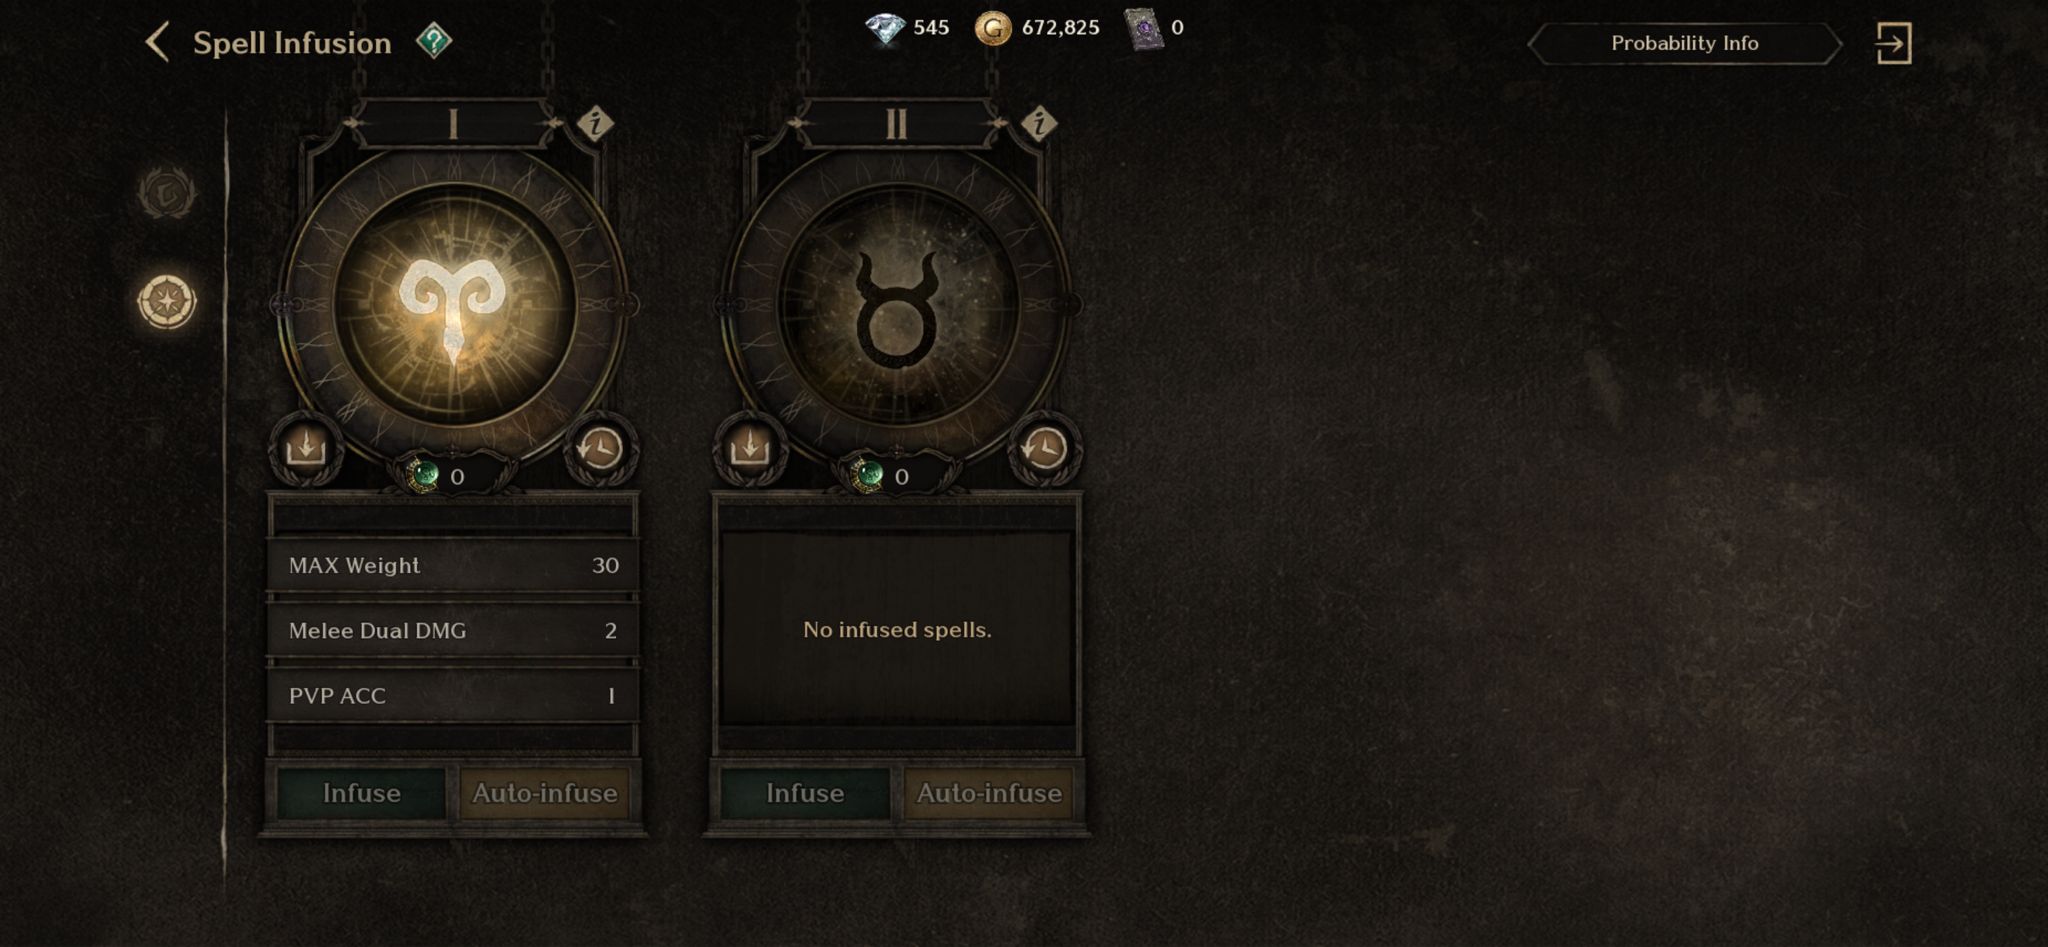 Spell Infusion
545
672,825
0
Probability Info
I
II
0
0
MAX Weight 30
Melee Dual DMG 2
PVP ACC 1
No infused spells.
Infuse
Auto-infuse
Infuse
Auto-infuse